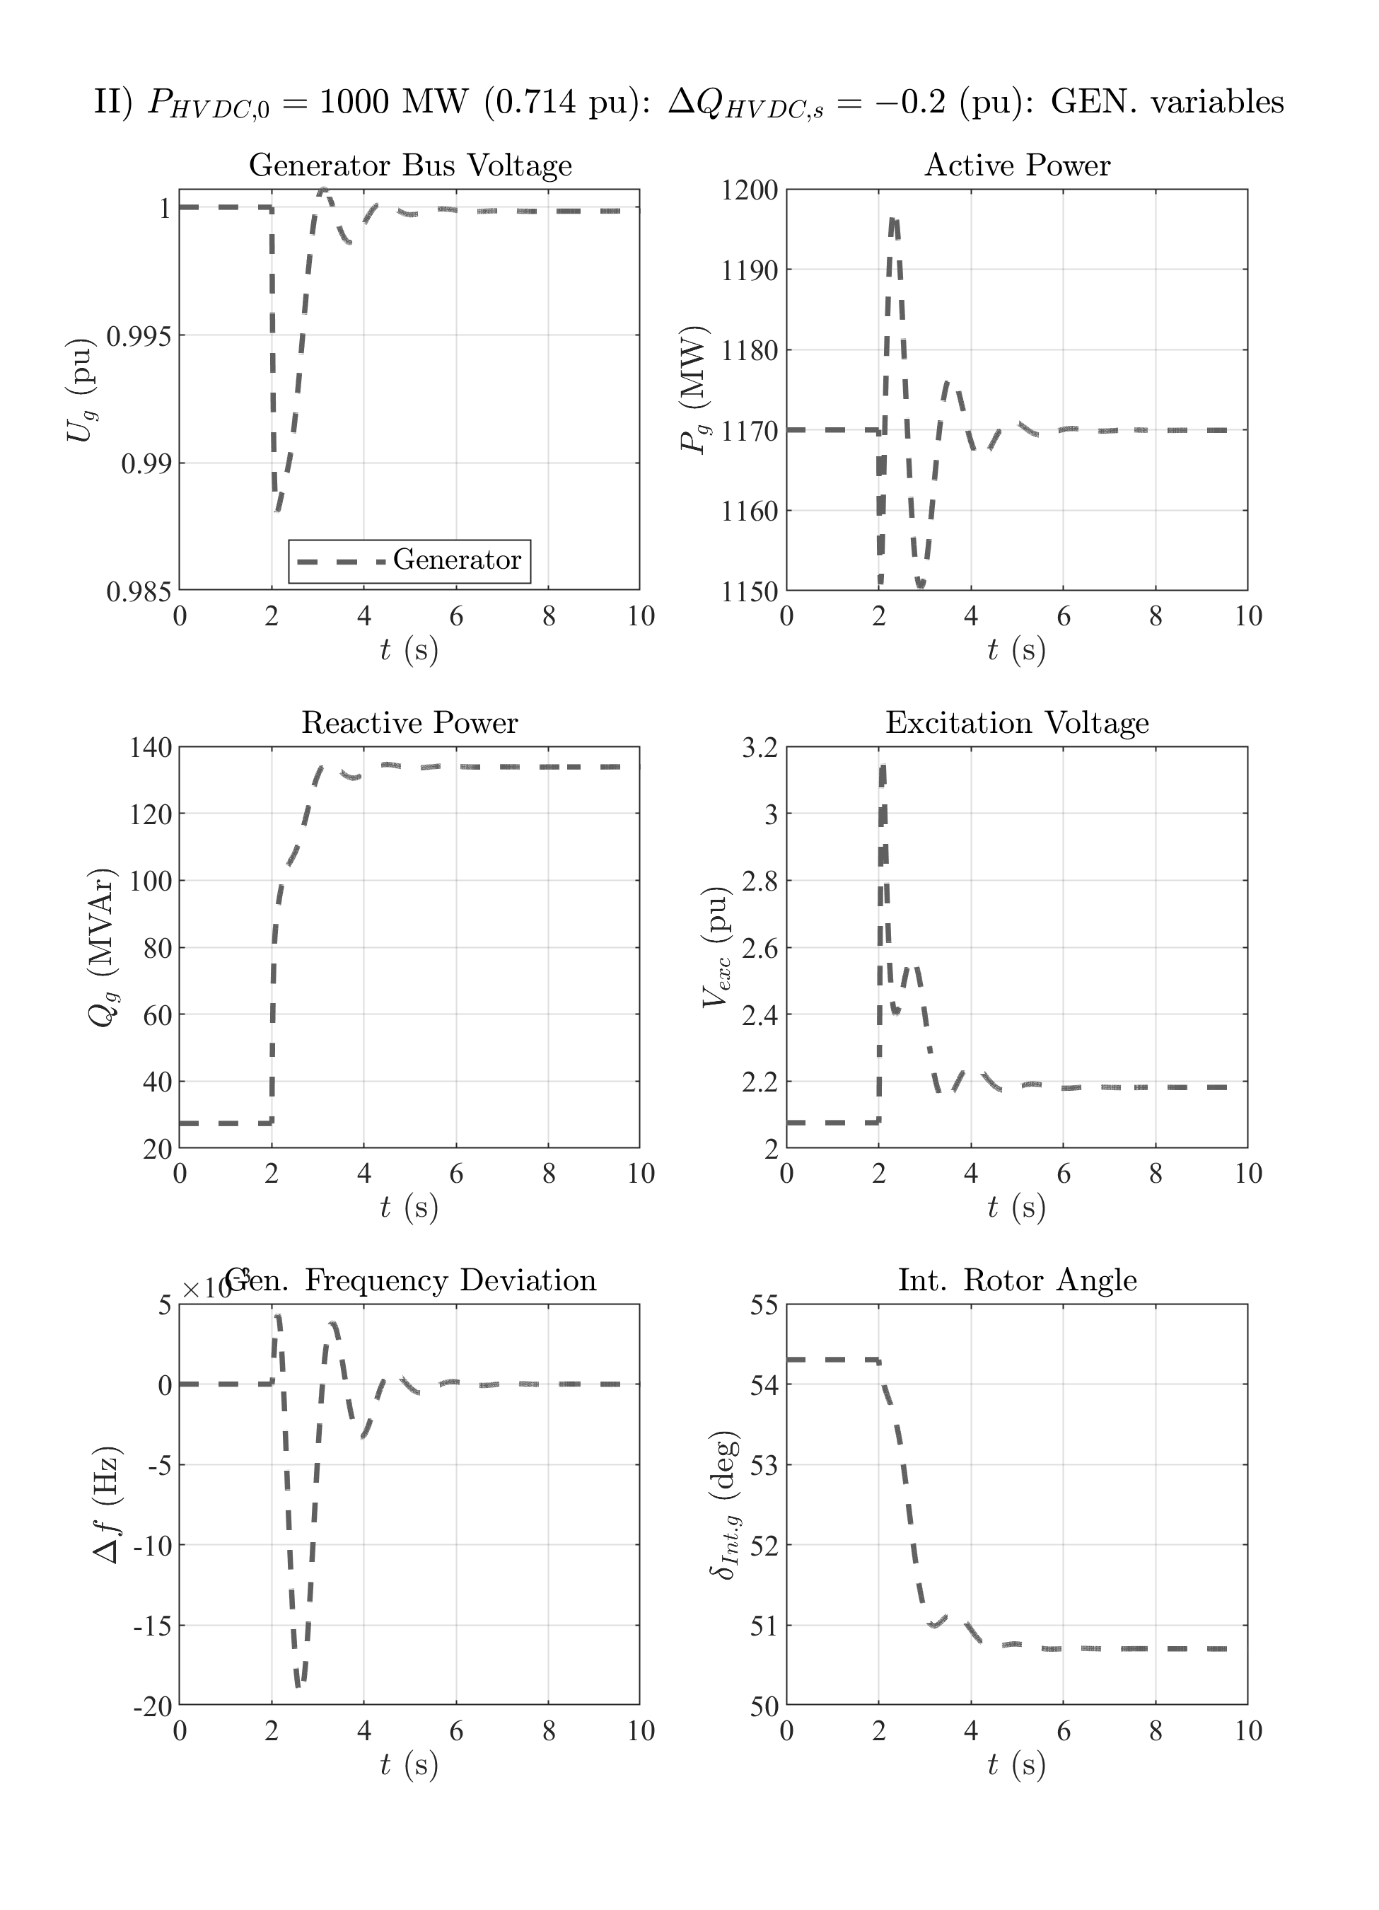 II) P_{HVDC,0} = 1000 MW (0.714 pu): ΔQ_{HVDC,s} = −0.2 (pu): GEN. variables
Generator Bus Voltage
1
0.995
0.99
0.985
U_g (pu)
Generator
0 2 4 6 8 10
t (s)
Active Power
1200
1190
1180
1170
1160
1150
P_g (MW)
0 2 4 6 8 10
t (s)
Reactive Power
140
120
100
80
60
40
20
Q_g (MVAr)
0 2 4 6 8 10
t (s)
Excitation Voltage
3.2
3
2.8
2.6
2.4
2.2
2
V_{exc} (pu)
0 2 4 6 8 10
t (s)
×10^{-3}
Gen. Frequency Deviation
5
0
-5
-10
-15
-20
Δf (Hz)
0 2 4 6 8 10
t (s)
Int. Rotor Angle
55
54
53
52
51
50
δ_{Int.g} (deg)
0 2 4 6 8 10
t (s)